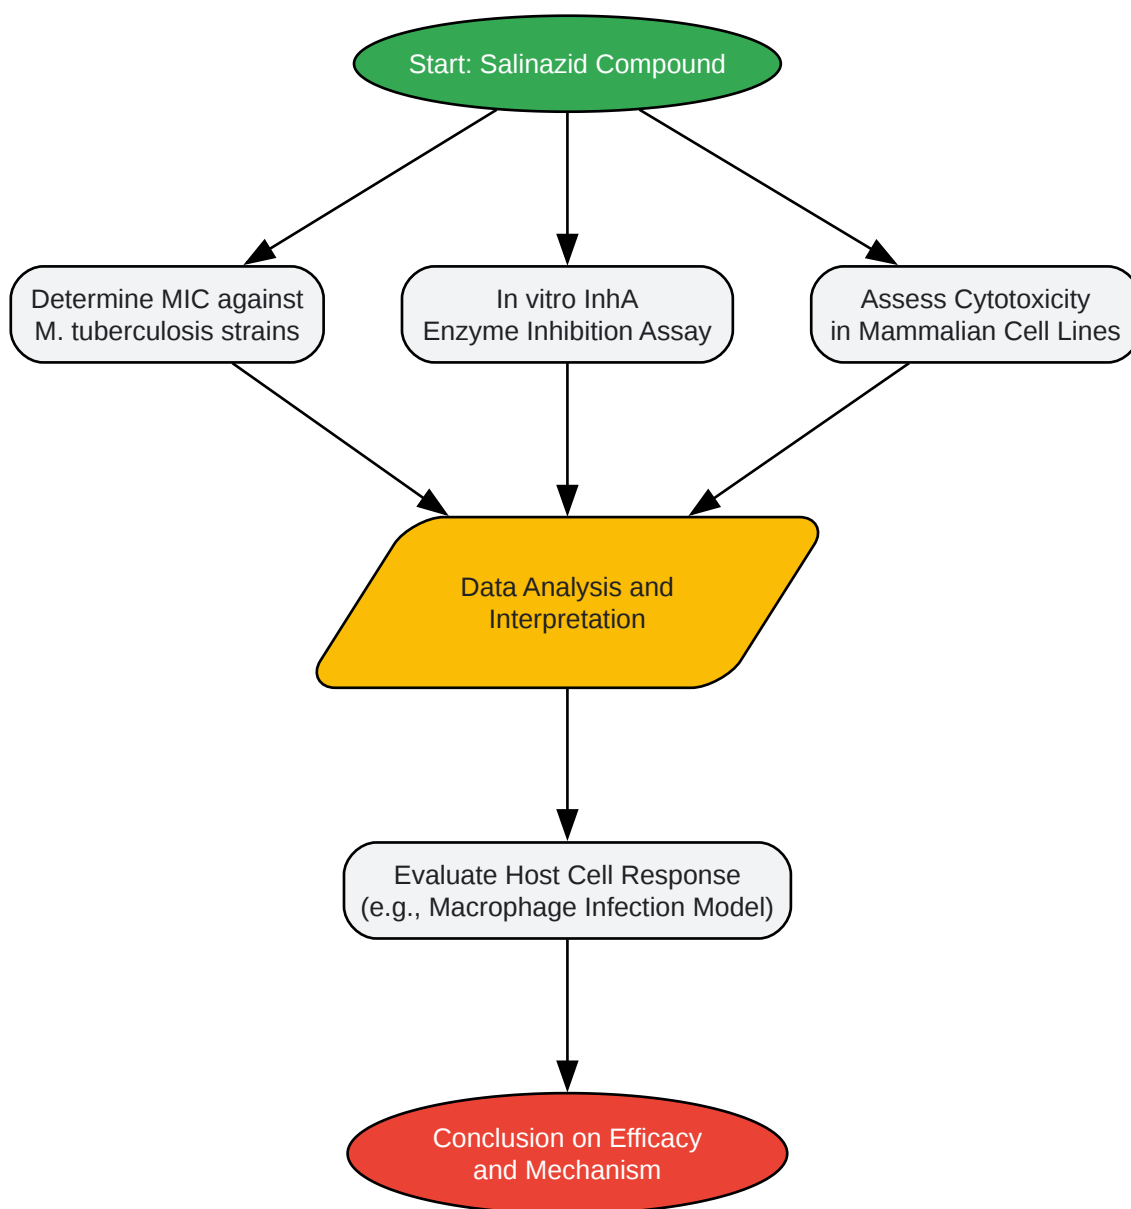 Start: Salinazid Compound
Determine MIC against
M. tuberculosis strains
In vitro InhA
Enzyme Inhibition Assay
Assess Cytotoxicity
in Mammalian Cell Lines
Data Analysis and
Interpretation
Evaluate Host Cell Response
(e.g., Macrophage Infection Model)
Conclusion on Efficacy
and Mechanism